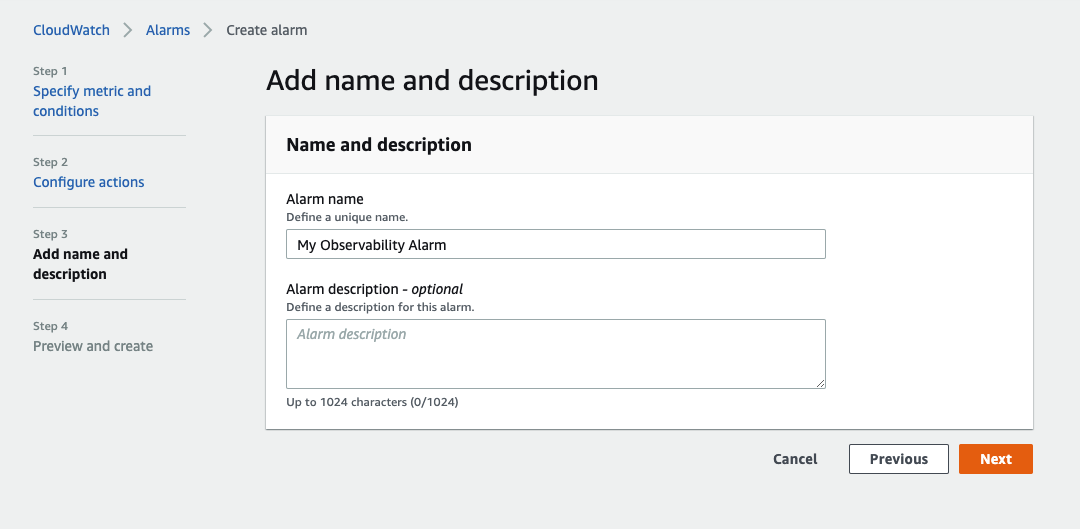 CloudWatch > Alarms > Create alarm
Step 1
Specify metric and
conditions
Step 2
Configure actions
Step 3
Add name and
description
Step 4
Preview and create
Add name and description
Name and description
Alarm name
Define a unique name.
My Observability Alarm
Alarm description - optional
Define a description for this alarm.
Alarm description
Up to 1024 characters (0/1024)
Cancel Previous Next